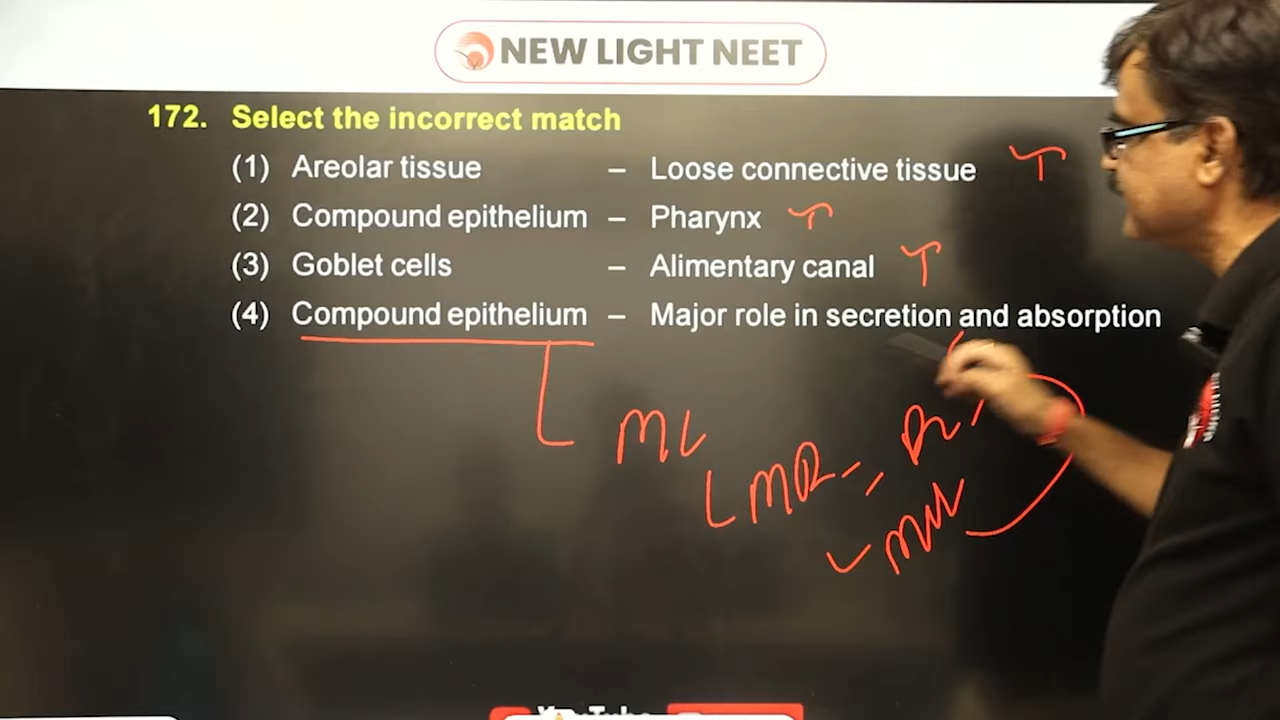 NEW LIGHT NEET
172. Select the incorrect match
(1) Areolar tissue – Loose connective tissue T
(2) Compound epithelium – Pharynx T
(3) Goblet cells – Alimentary canal T
(4) Compound epithelium – Major role in secretion and absorption
ML